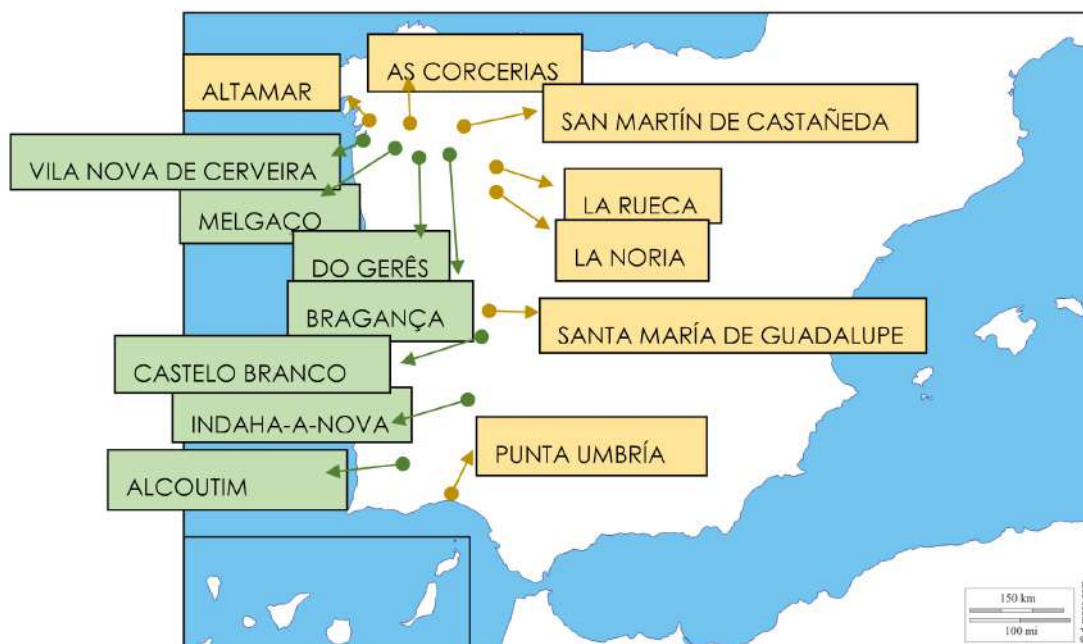 AS CORCERIAS
ALTAMAR
SAN MARTÍN DE CASTAÑEDA
VILA NOVA DE CERVEIRA
MELGAÇO
LA RUECA
DO GERÊS
LA NORIA
BRAGANÇA
SANTA MARÍA DE GUADALUPE
CASTELO BRANCO
INDAHA-A-NOVA
PUNTA UMBRÍA
ALCOUTIM
150 km
100 mi